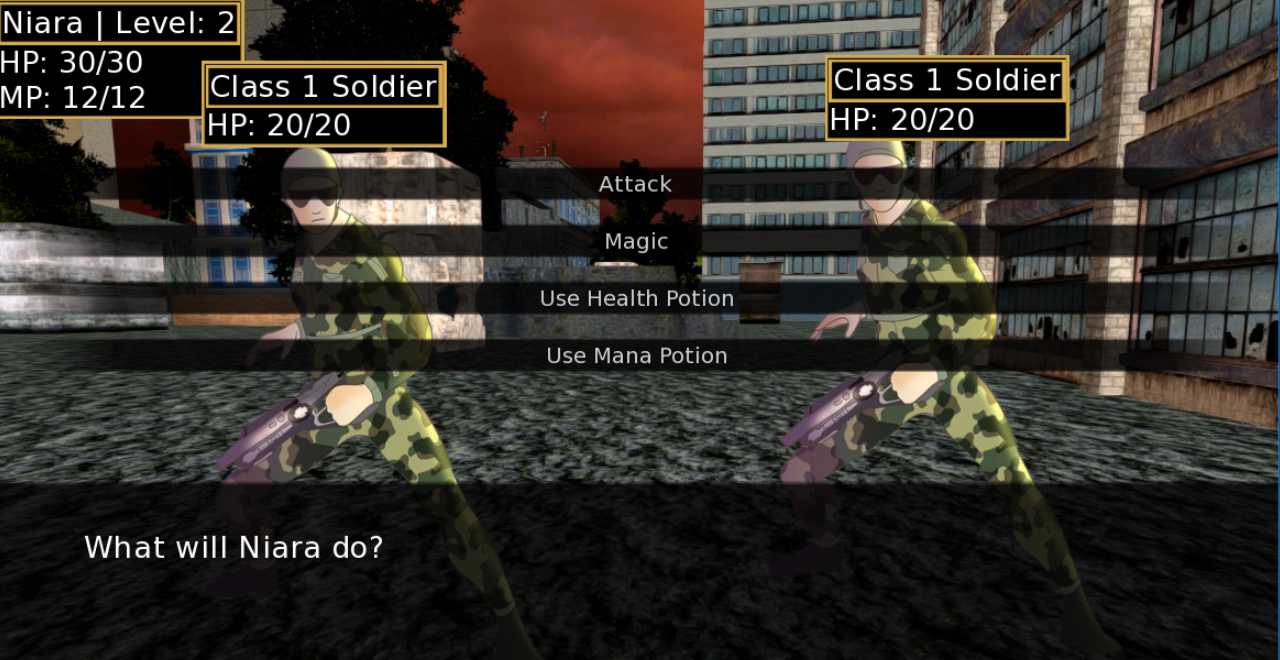 Niara | Level: 2
HP: 30/30
MP: 12/12
Class 1 Soldier
HP: 20/20
Class 1 Soldier
HP: 20/20
Attack
Magic
Use Health Potion
Use Mana Potion
What will Niara do?